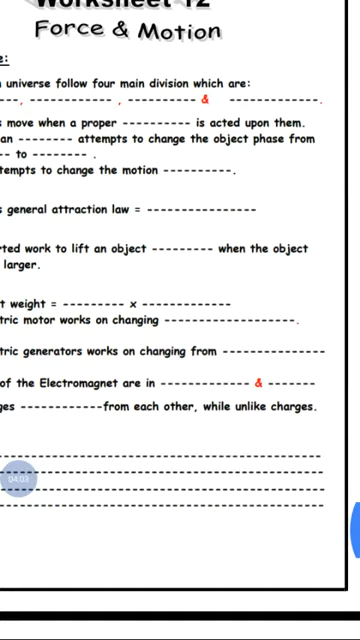 Worksheet 12
Force & Motion
e:
universe follow four main division which are:
---, ------------ , ---------- & ---------------.
s move when a proper ---------- is acted upon them.
an -------- attempts to change the object phase from
-- to -------- .
tempts to change the motion ----------.
s general attraction law = ----------------
rted work to lift an object --------- when the object
larger.
t weight = --------- x -------------
tric motor works on changing --------------------.
tric generators works on changing from ---------------
of the Electromagnet are in ------------- & -------
ges ------------from each other, while unlike charges.
04:03